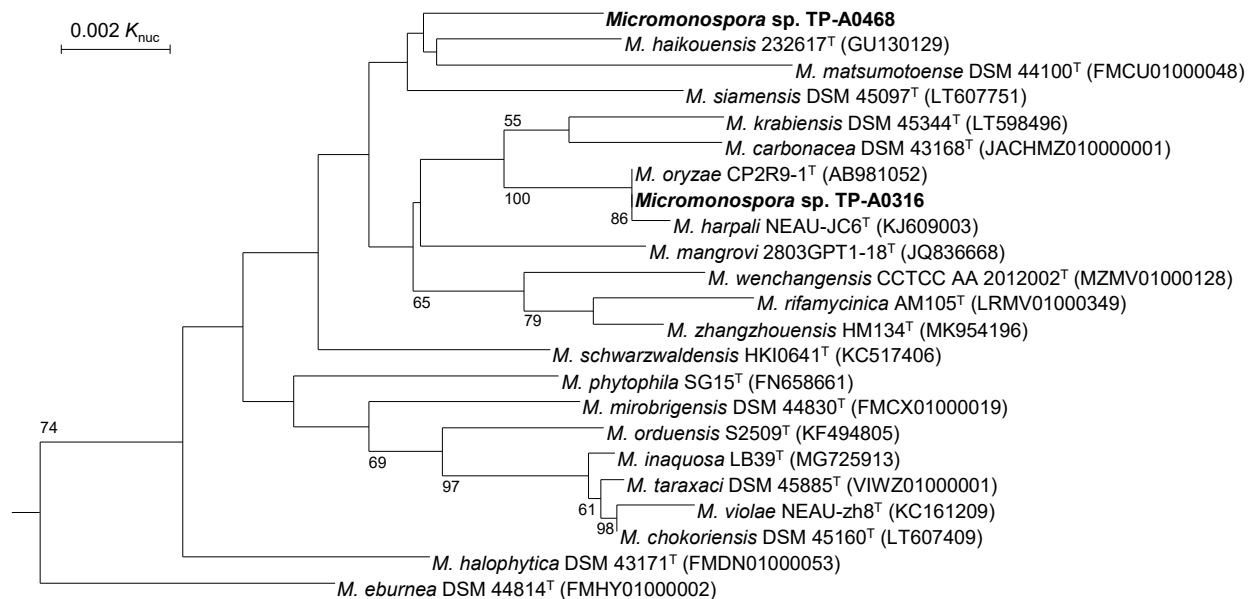 Micromonospora sp. TP-A0468
0.002 Knuc
M. haikouensis 232617ᵀ (GU130129)
M. matsumotoense DSM 44100ᵀ (FMCU01000048)
M. siamensis DSM 45097ᵀ (LT607751)
55
M. krabiensis DSM 45344ᵀ (LT598496)
M. carbonacea DSM 43168ᵀ (JACHMZ010000001)
M. oryzae CP2R9-1ᵀ (AB981052)
100
Micromonospora sp. TP-A0316
86
M. harpali NEAU-JC6ᵀ (KJ609003)
M. mangrovi 2803GPT1-18ᵀ (JQ836668)
M. wenchangensis CCTCC AA 2012002ᵀ (MZMV01000128)
65
M. rifamycinica AM105ᵀ (LRMV01000349)
79
M. zhangzhouensis HM134ᵀ (MK954196)
M. schwarzwaldensis HKI0641ᵀ (KC517406)
M. phytophila SG15ᵀ (FN658661)
M. mirobrigensis DSM 44830ᵀ (FMCX01000019)
74
M. orduensis S2509ᵀ (KF494805)
69
M. inaquosa LB39ᵀ (MG725913)
97
M. taraxaci DSM 45885ᵀ (VIWZ01000001)
61
M. violae NEAU-zh8ᵀ (KC161209)
98
M. chokoriensis DSM 45160ᵀ (LT607409)
M. halophytica DSM 43171ᵀ (FMDN01000053)
M. eburnea DSM 44814ᵀ (FMHY01000002)